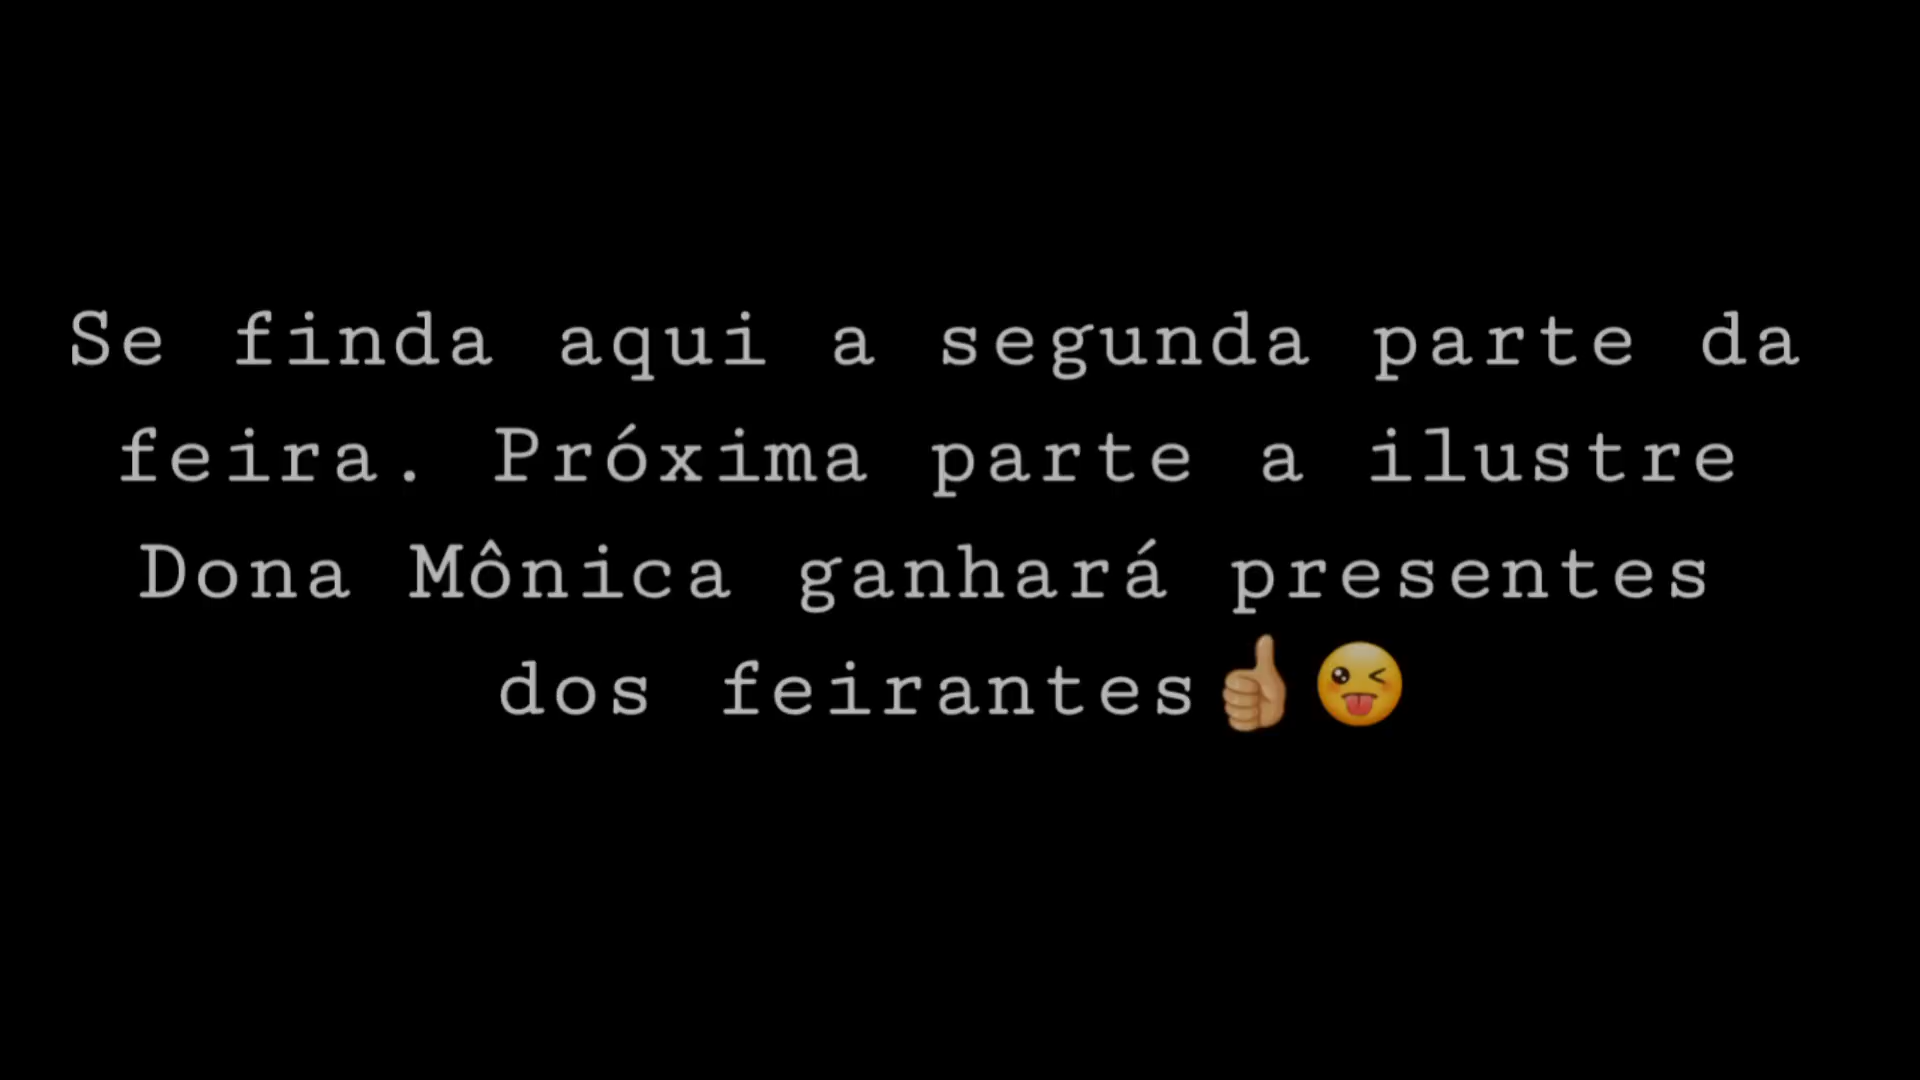 Se finda aqui a segunda parte da
feira. Próxima parte a ilustre
Dona Mônica ganhará presentes
dos feirantes👍🏼😜